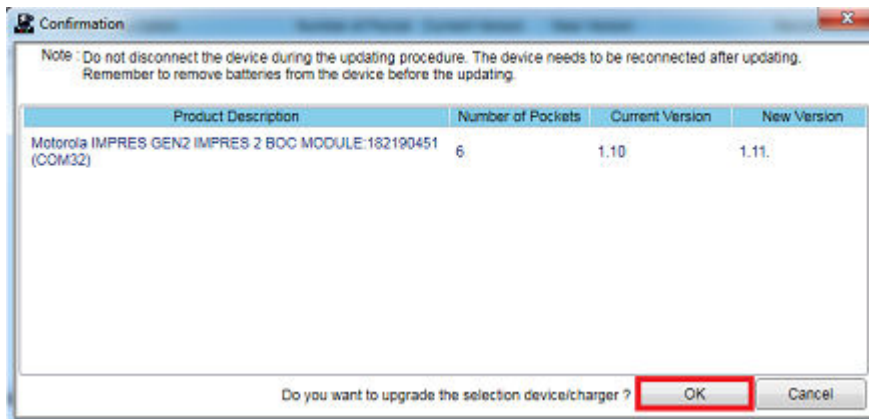 Confirmation
Note : Do not disconnect the device during the updating procedure. The device needs to be reconnected after updating.
Remember to remove batteries from the device before the updating.
Product Description Number of Pockets Current Version New Version
Motorola IMPRES GEN2 IMPRES 2 BOC MODULE:182190451 6 1.10 1.11.
(COM32)
Do you want to upgrade the selection device/charger ? OK Cancel